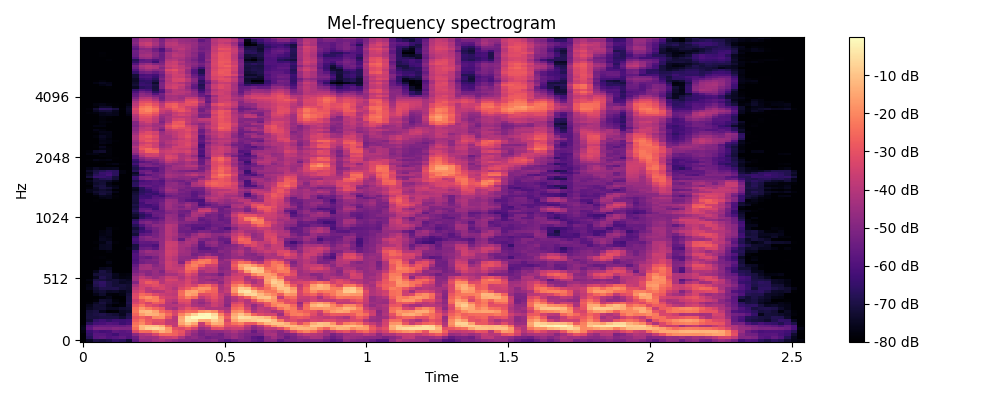 Mel-frequency spectrogram
4096
2048
1024
512
0
Hz
0
0.5
1
1.5
2
2.5
Time
-10 dB
-20 dB
-30 dB
-40 dB
-50 dB
-60 dB
-70 dB
-80 dB